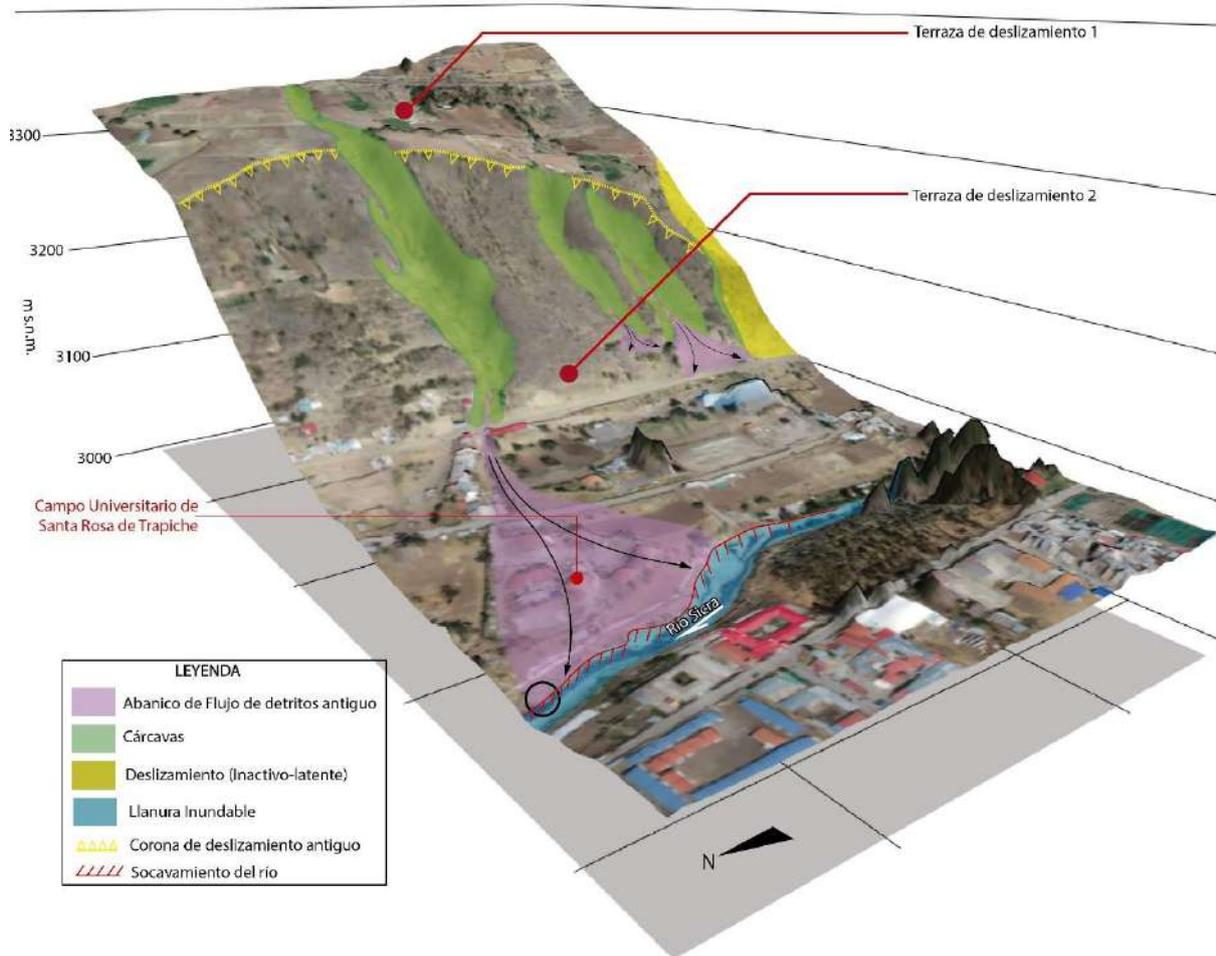 Terraza de deslizamiento 1
3300
Terraza de deslizamiento 2
3200
m s.n.m.
3100
3000
Campo Universitario de
Santa Rosa de Trapiche
Río Sicra
LEYENDA
Abanico de Flujo de detritos antiguo
Cárcavas
Deslizamiento (Inactivo-latente)
Llanura Inundable
Corona de deslizamiento antiguo
Socavamiento del río
N